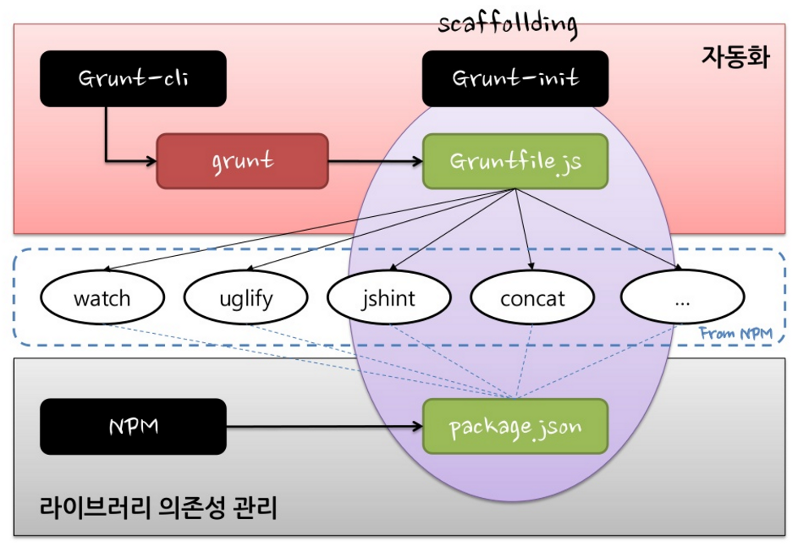 scaffollding
자동화
Grunt-cli
Grunt-init
grunt
Gruntfile.js
watch
uglify
jshint
concat
...
From NPM
NPM
package.json
라이브러리 의존성 관리